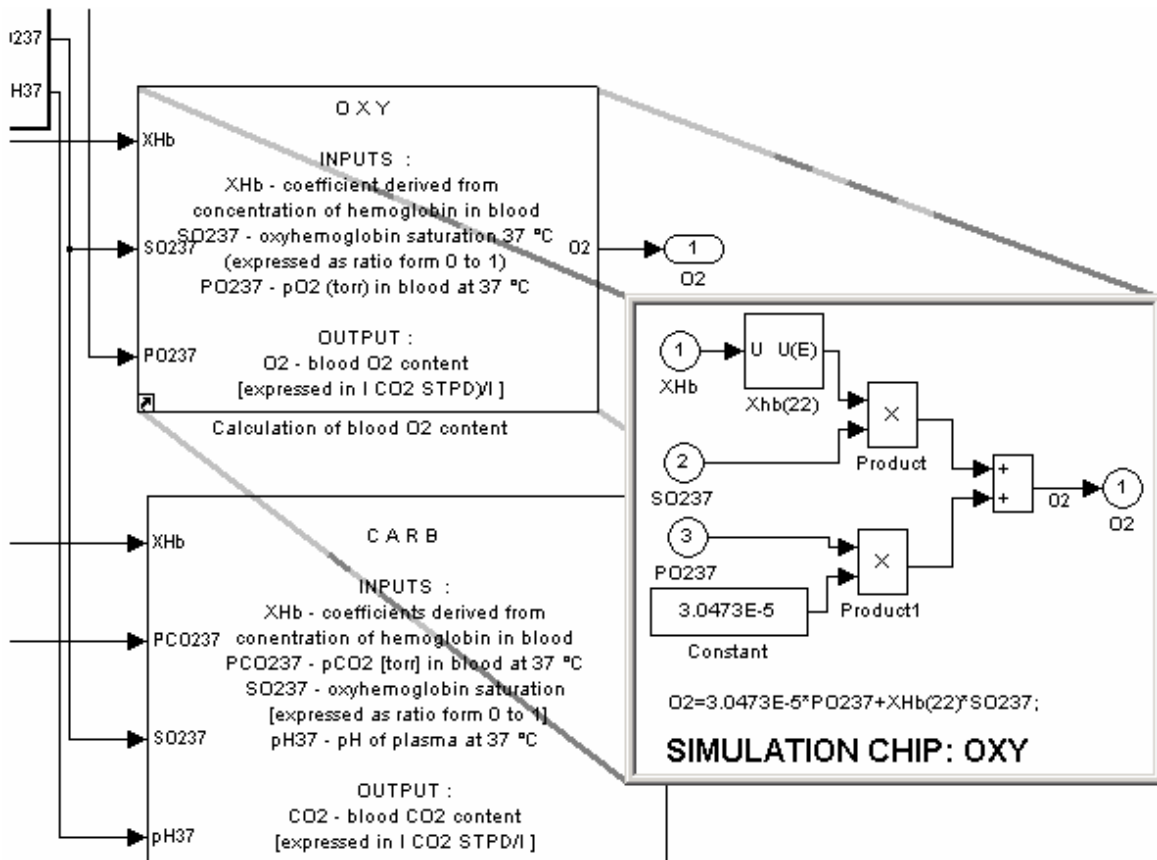 O237
H37
O X Y
XHb
INPUTS :
XHb - coefficient derived from
concentration of hemoglobin in blood
SO237
SO237 - oxyhemoglobin saturation 37 ºC
O2
(expressed as ratio form 0 to 1)
PO237 - pO2 (torr) in blood at 37 ºC
1
O2
OUTPUT :
PO237
O2 - blood O2 content
[expressed in l CO2 STPD)/l ]
Calculation of blood O2 content
1
XHb
U U(E)
Xhb(22)
×
Product
2
SO237
+
+
O2
1
O2
3
PO237
×
Product1
3.0473E-5
Constant
O2=3.0473E-5*PO237+XHb(22)*SO237;
SIMULATION CHIP: OXY
C A R B
XHb
INPUTS :
XHb - coefficients derived from
conentration of hemoglobin in blood
PCO237
PCO237 - pCO2 [torr] in blood at 37 ºC
SO237 - oxyhemoglobin saturation
[expressed as ratio form 0 to 1]
SO237
pH37 - pH of plasma at 37 ºC
OUTPUT :
CO2 - blood CO2 content
pH37
[expressed in l CO2 STPD/l ]